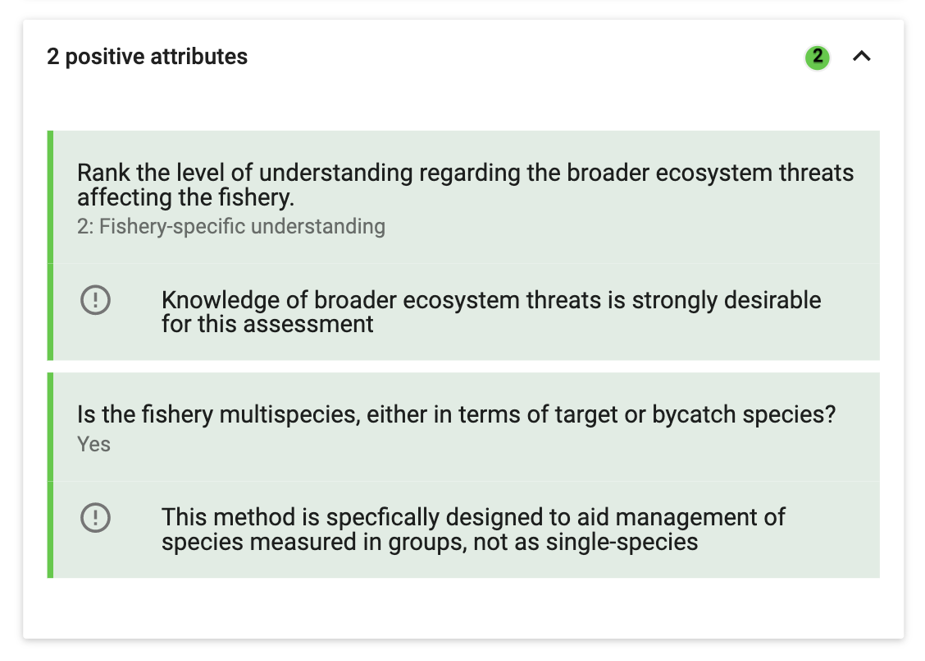 2 positive attributes
2
Rank the level of understanding regarding the broader ecosystem threats
affecting the fishery.
2: Fishery-specific understanding
Knowledge of broader ecosystem threats is strongly desirable
for this assessment
Is the fishery multispecies, either in terms of target or bycatch species?
Yes
This method is specfically designed to aid management of
species measured in groups, not as single-species